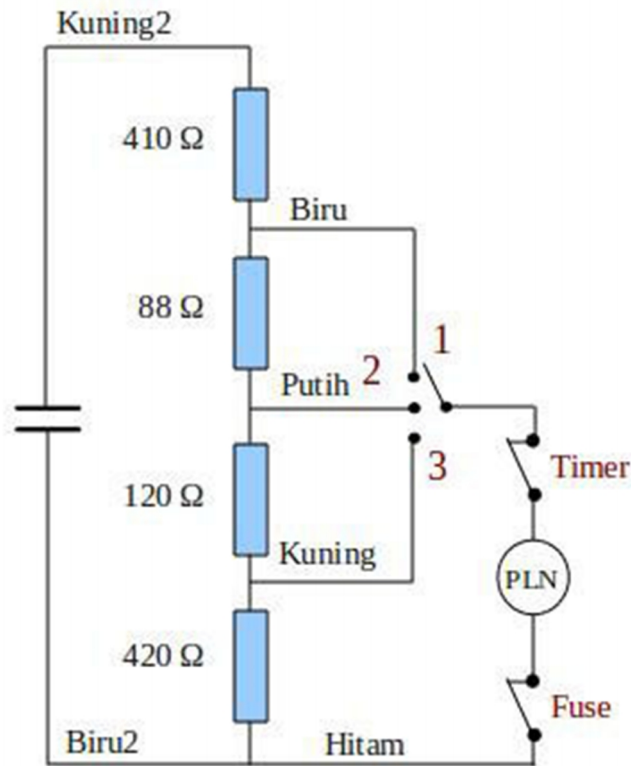 Kuning2
410 Ω
Biru
88 Ω
1
2
Putih
3
Timer
120 Ω
Kuning
PLN
420 Ω
Fuse
Biru2
Hitam